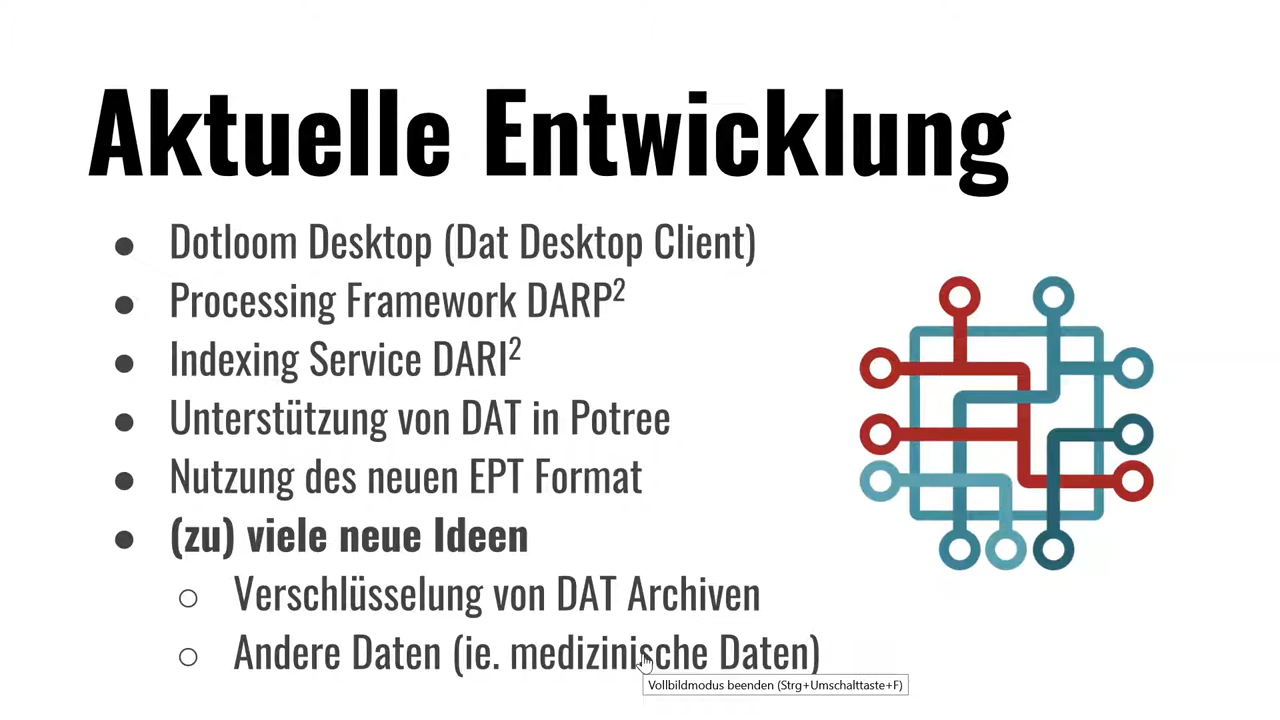 Aktuelle Entwicklung
● Dotloom Desktop (Dat Desktop Client)
● Processing Framework DARP²
● Indexing Service DARI²
● Unterstützung von DAT in Potree
● Nutzung des neuen EPT Format
● (zu) viele neue Ideen
○ Verschlüsselung von DAT Archiven
○ Andere Daten (ie. medizinische Daten)
Vollbildmodus beenden (Strg+Umschalttaste+F)